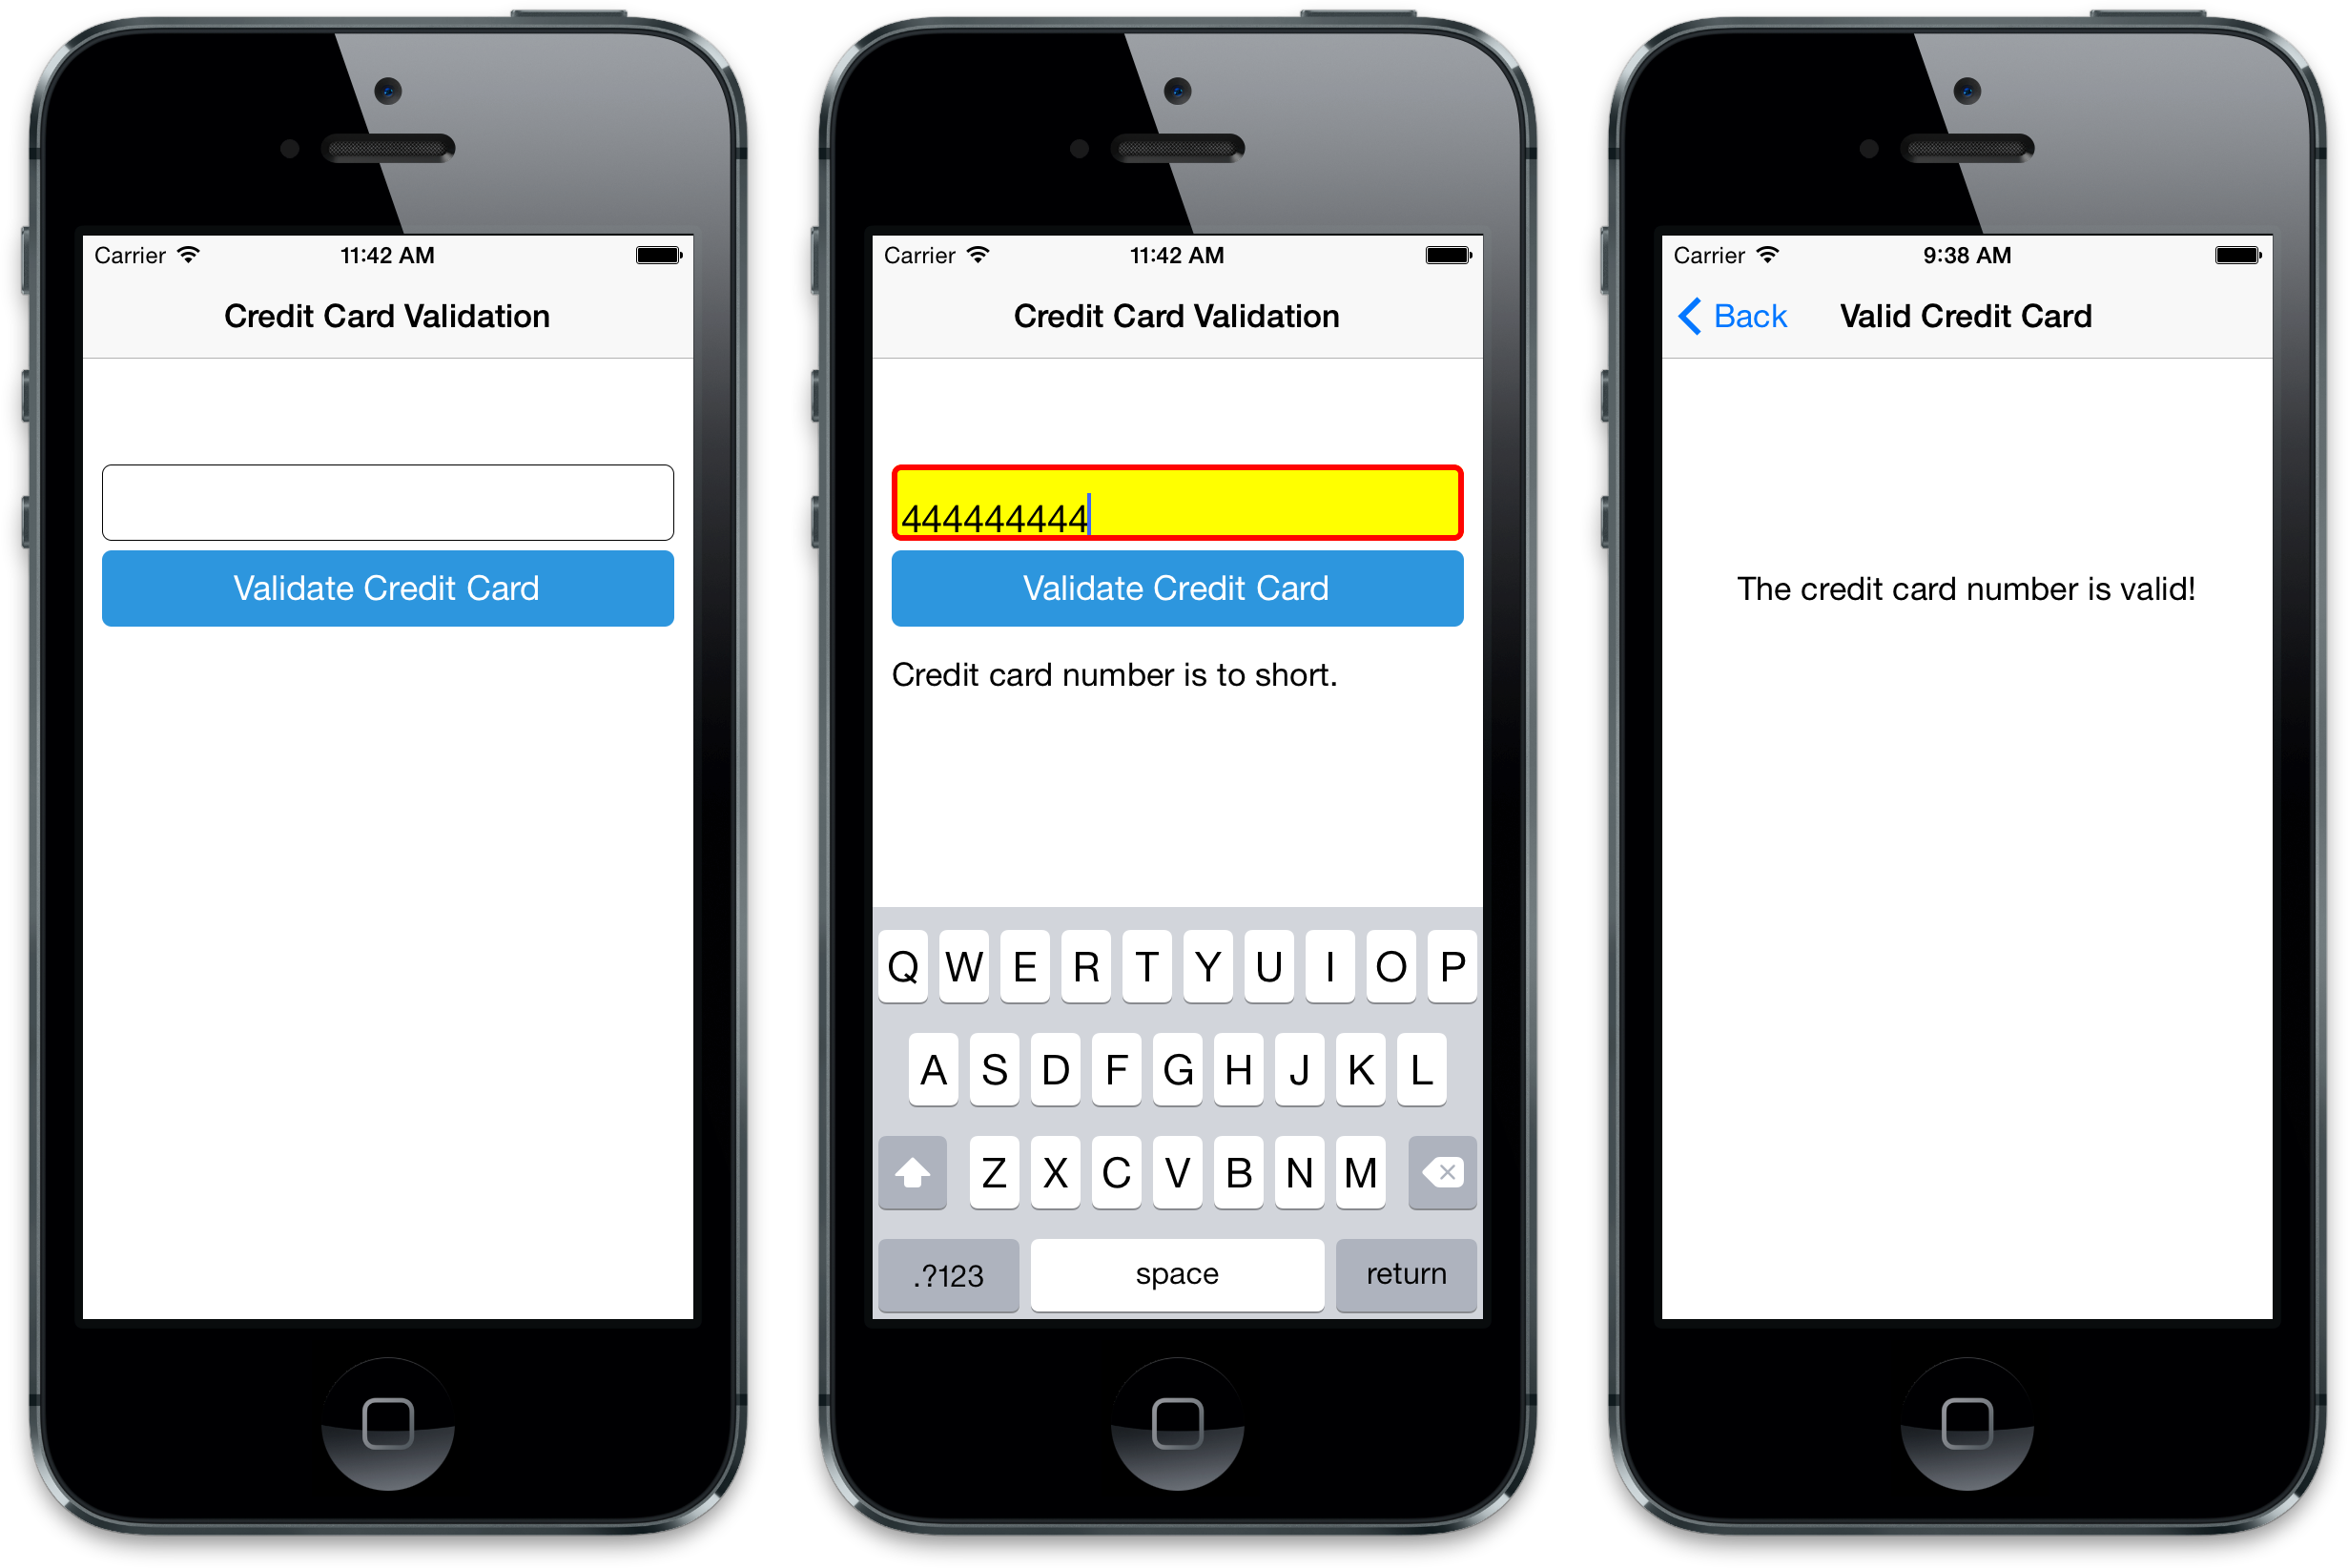 Carrier 11:42 AM
Credit Card Validation
Validate Credit Card
Carrier 11:42 AM
Credit Card Validation
444444444
Validate Credit Card
Credit card number is to short.
Q W E R T Y U I O P
A S D F G H J K L
Z X C V B N M
.?123 space return
Carrier 9:38 AM
Back Valid Credit Card
The credit card number is valid!